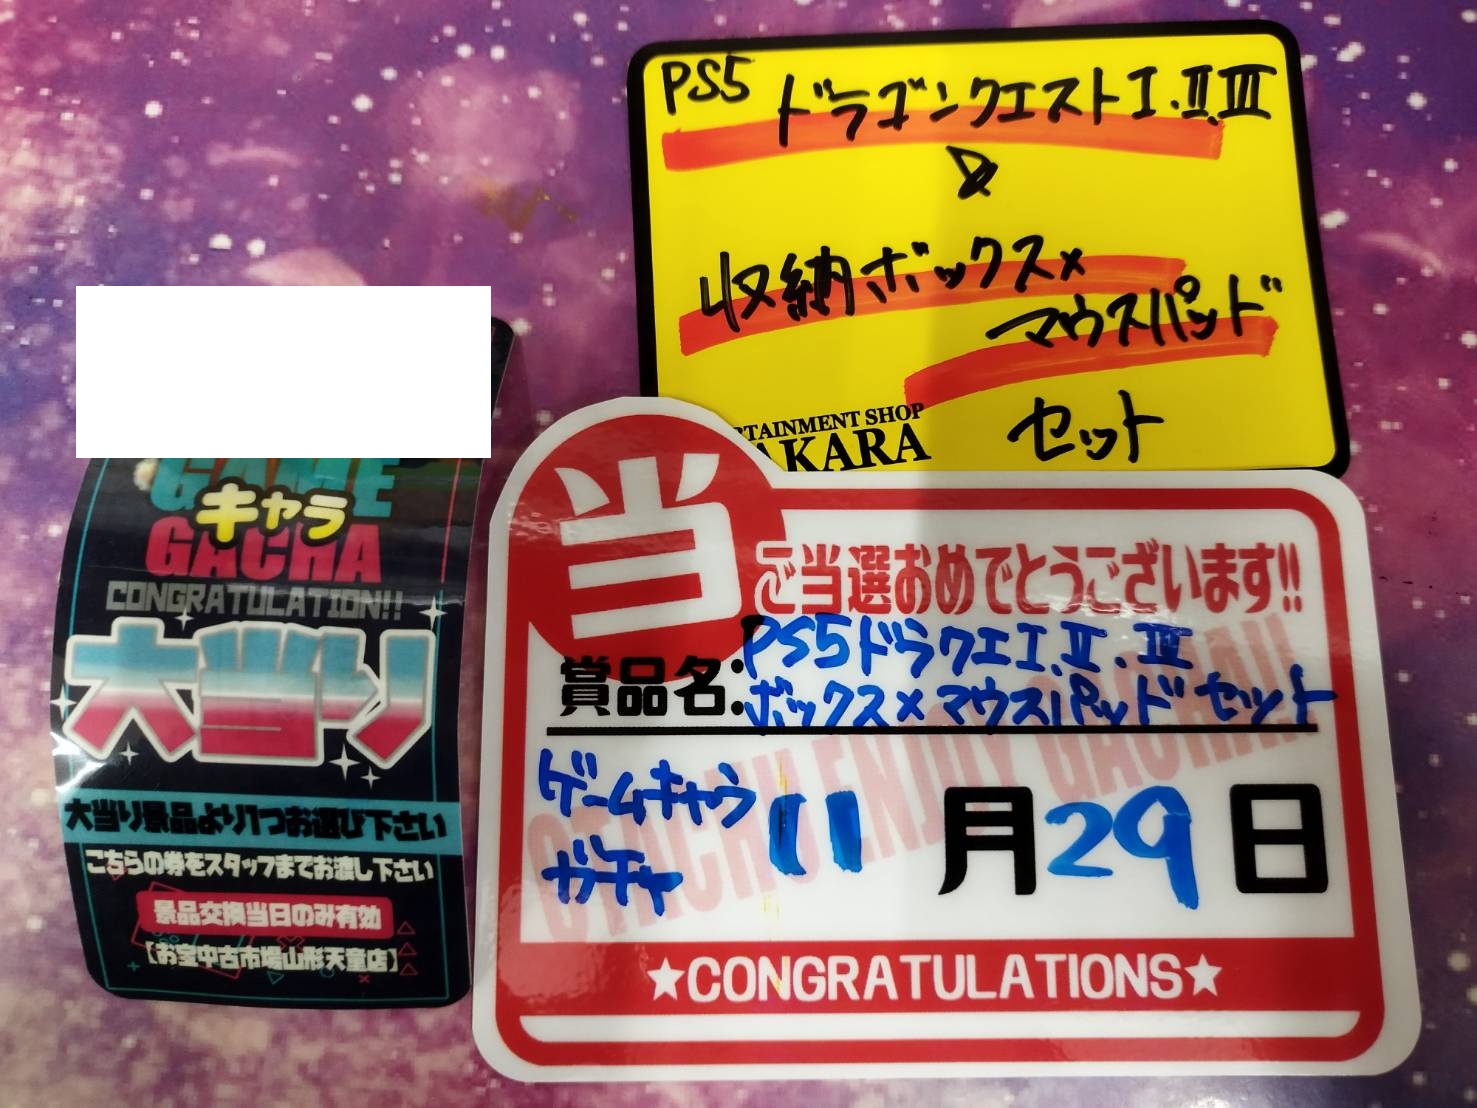 PS5 ドラゴンクエストI.II.III
&
収納ボックス×
マウスパッド
セット
RTAINMENT SHOP
AKARA
GAME
キャラ
GACHA
CONGRATULATION!!
大当り
大当り景品より1つお選び下さい
こちらの券をスタッフまでお渡し下さい
景品交換当日のみ有効
[お宝中古市場山形天童店]
当
ご当選おめでとうございます!!
賞品名:PS5ドラクエI.II.III
ボックス×マウスパッドセット
ゲームキャラ
ガチャ
11月29日
OTACHU ENJOY GACHA!!
★CONGRATULATIONS★